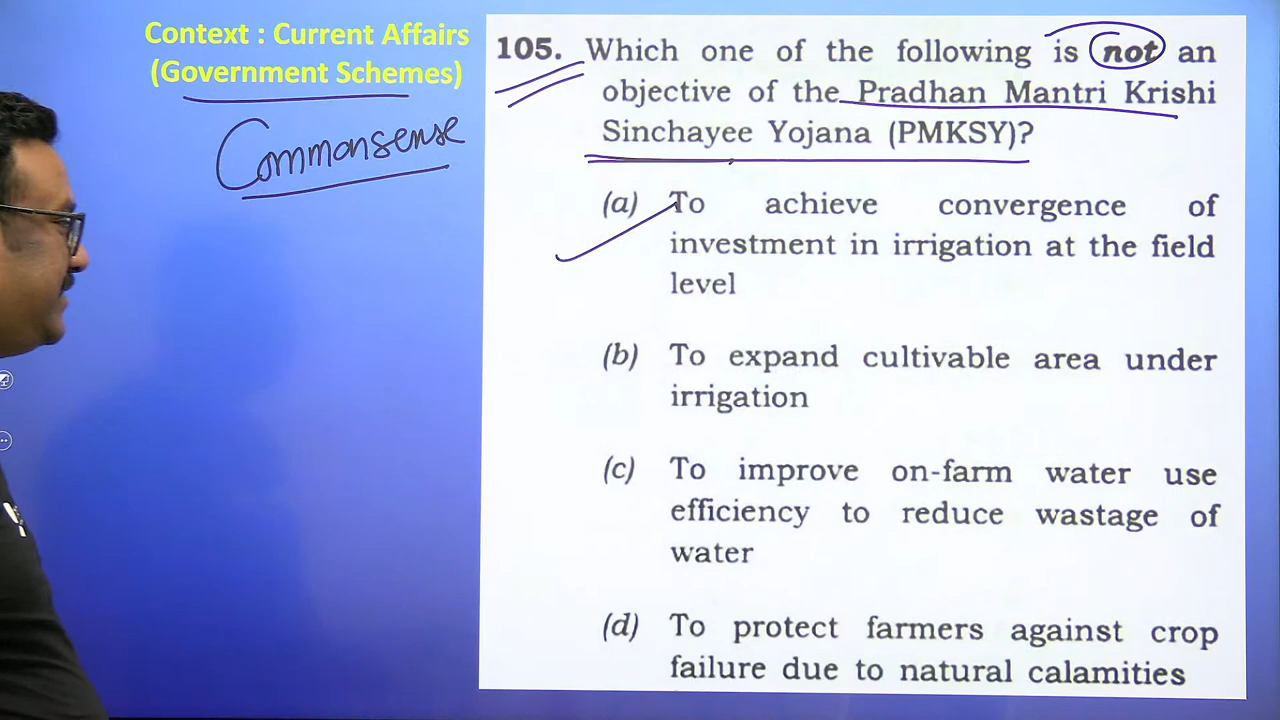 Context : Current Affairs
(Government Schemes)
Commonsense
105. Which one of the following is not an
objective of the Pradhan Mantri Krishi
Sinchayee Yojana (PMKSY)?
(a) To achieve convergence of
investment in irrigation at the field
level
(b) To expand cultivable area under
irrigation
(c) To improve on-farm water use
efficiency to reduce wastage of
water
(d) To protect farmers against crop
failure due to natural calamities